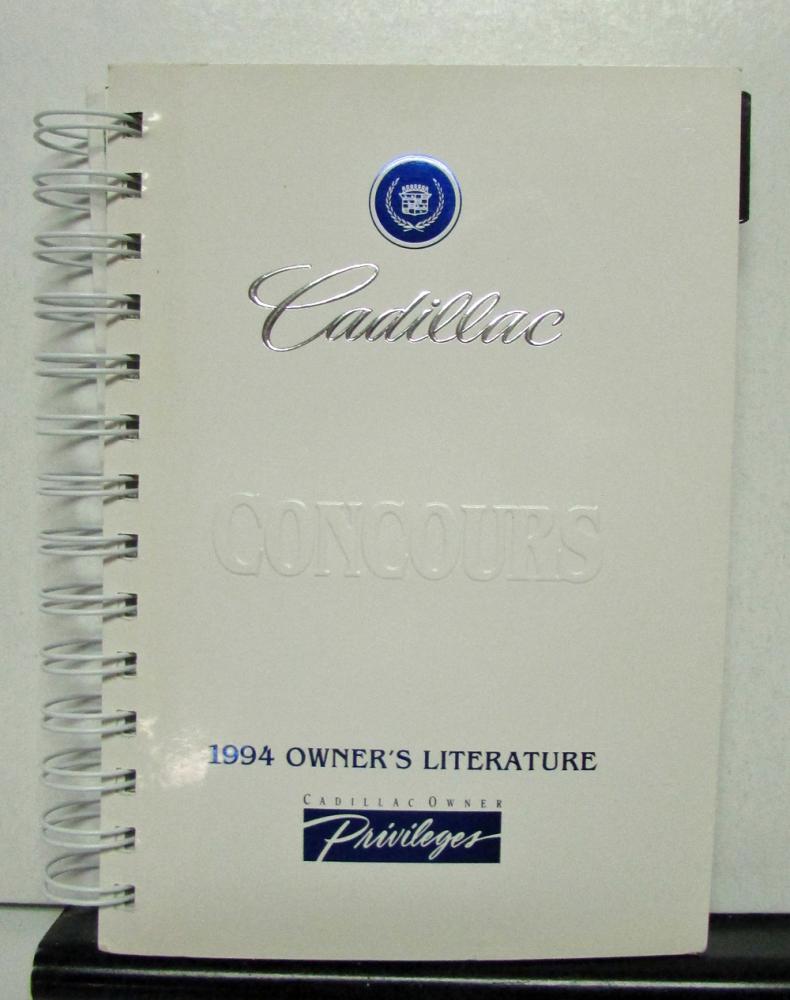 Cadillac
CONCOURS
1994 OWNER'S LITERATURE
CADILLAC OWNER
Privileges